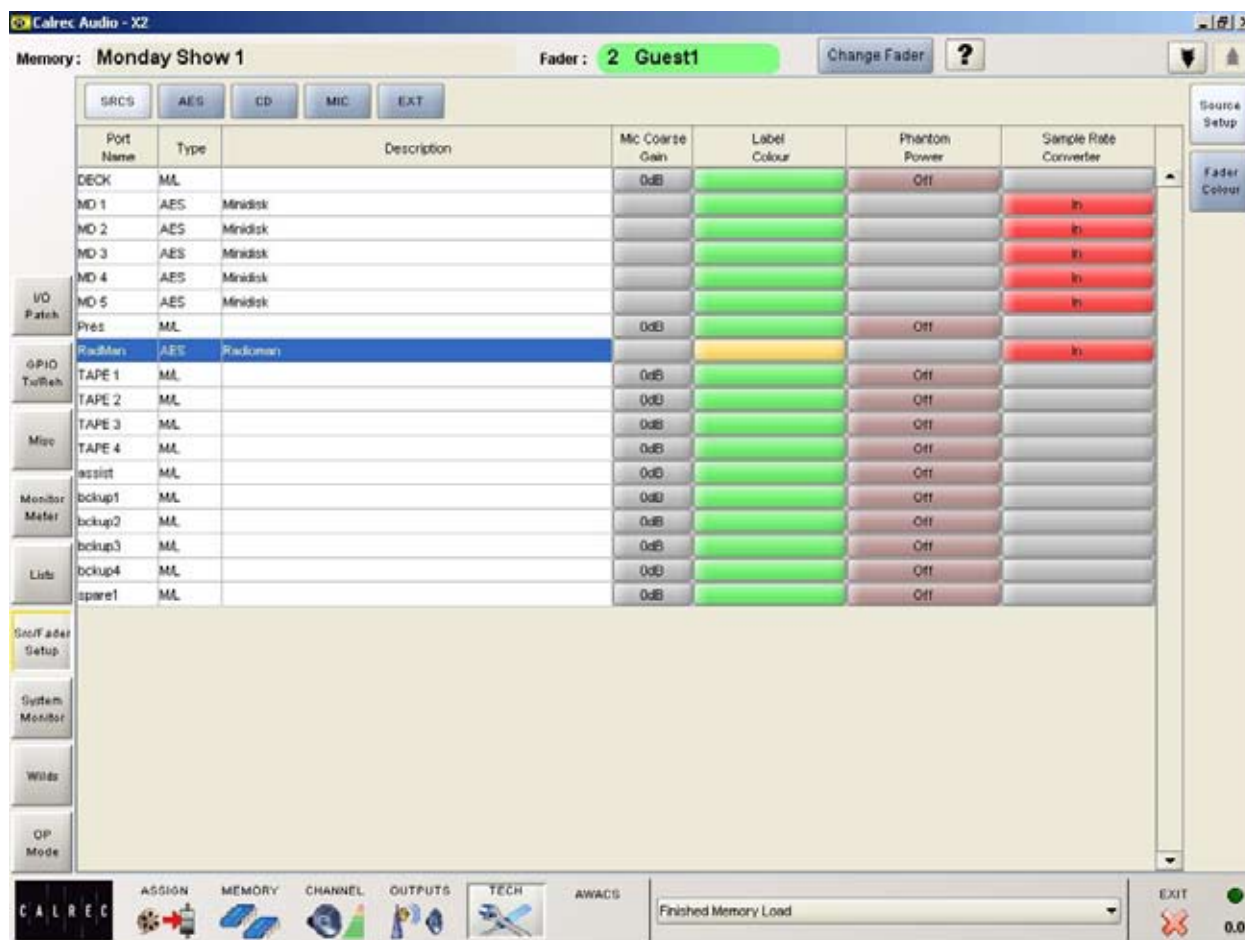 Calrec Audio - X2
Memory: Monday Show 1 Fader: 2 Guest1 Change Fader ?
SRCS AES CD MIC EXT
Source Setup
Fader Colour
Port Name Type Description Mic Coarse Gain Label Colour Phantom Power Sample Rate Converter
DECK M/L 0dB Off
MD 1 AES Minidisk In
MD 2 AES Minidisk In
MD 3 AES Minidisk In
MD 4 AES Minidisk In
MD 5 AES Minidisk In
Pres M/L 0dB Off
RadMan AES Radioman In
TAPE 1 M/L 0dB Off
TAPE 2 M/L 0dB Off
TAPE 3 M/L 0dB Off
TAPE 4 M/L 0dB Off
assist M/L 0dB Off
bckup1 M/L 0dB Off
bckup2 M/L 0dB Off
bckup3 M/L 0dB Off
bckup4 M/L 0dB Off
spare1 M/L 0dB Off
I/O Patch
GPIO Tx/Reh
Misc
Monitor Meter
Lists
Src/Fader Setup
System Monitor
Wilds
OP Mode
CALREC ASSIGN MEMORY CHANNEL OUTPUTS TECH AWACS Finished Memory Load EXIT
0.0